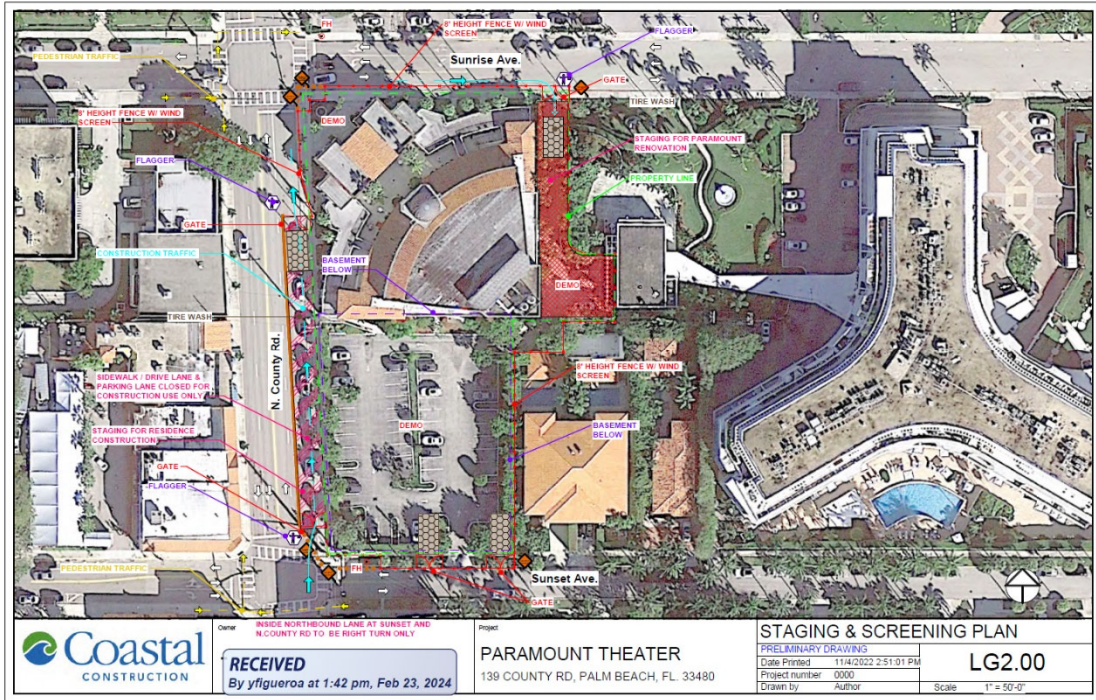 FH
8' HEIGHT FENCE W/ WIND
SCREEN
FLAGGER
PEDESTRIAN TRAFFIC
Sunrise Ave.
GATE
TIRE WASH
8' HEIGHT FENCE W/ WIND
SCREEN
DEMO
STAGING FOR PARAMOUNT
RENOVATION
FLAGGER
PROPERTY LINE
GATE
CONSTRUCTION TRAFFIC
BASEMENT
BELOW
DEMO
TIRE WASH
N. County Rd.
SIDEWALK / DRIVE LANE &
PARKING LANE CLOSED FOR
CONSTRUCTION USE ONLY
8' HEIGHT FENCE W/ WIND
SCREEN
STAGING FOR RESIDENCE
CONSTRUCTION
DEMO
BASEMENT
BELOW
GATE
FLAGGER
PEDESTRIAN TRAFFIC
FH
Sunset Ave.
GATE
Coastal
CONSTRUCTION
Owner
INSIDE NORTHBOUND LANE AT SUNSET AND
N.COUNTY RD TO BE RIGHT TURN ONLY
RECEIVED
By yfigueroa at 1:42 pm, Feb 23, 2024
Project
PARAMOUNT THEATER
139 COUNTY RD, PALM BEACH, FL. 33480
STAGING & SCREENING PLAN
PRELIMINARY DRAWING
Date Printed 11/4/2022 2:51:01 PM
Project number 0000
Drawn by Author
LG2.00
Scale 1" = 50'-0"